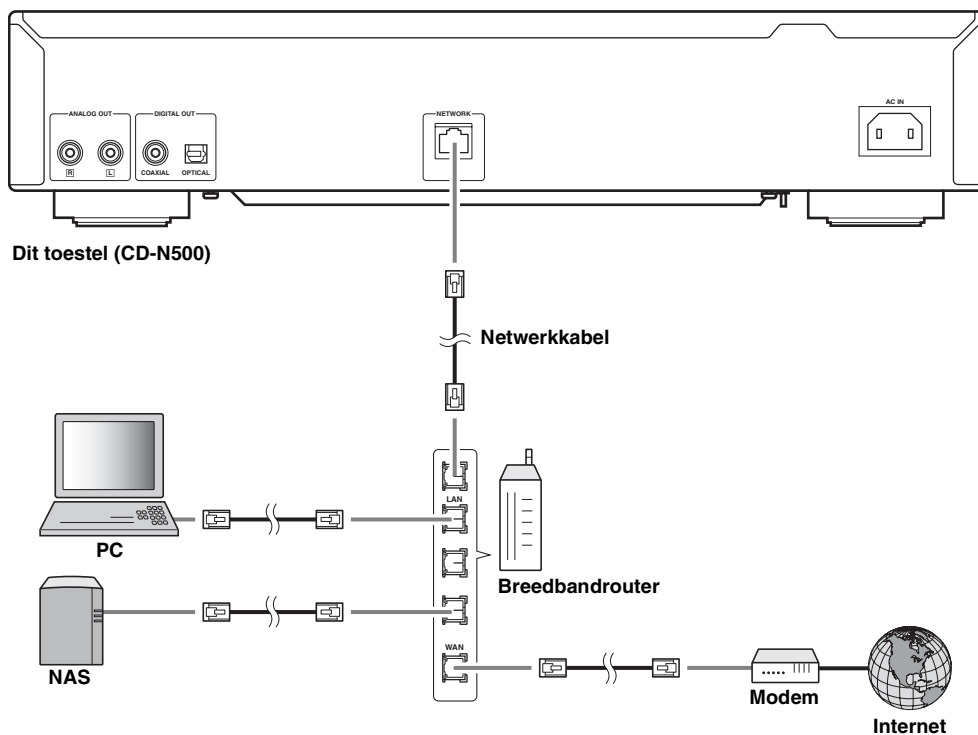 ANALOG OUT
DIGITAL OUT
NETWORK
AC IN
R
L
COAXIAL
OPTICAL
Dit toestel (CD-N500)
Netwerkkabel
LAN
PC
Breedbandrouter
NAS
WAN
Modem
Internet